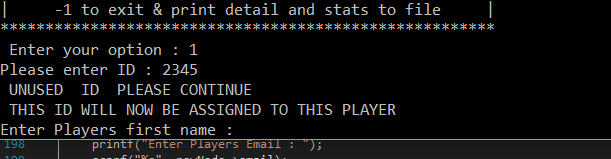 |     -1 to exit & print detail and stats to file     |
*******************************************************
Enter your option : 1
Please enter ID : 2345
UNUSED  ID  PLEASE CONTINUE
THIS ID WILL NOW BE ASSIGNED TO THIS PLAYER
Enter Players first name :
198 printf("Enter Players Email : ");